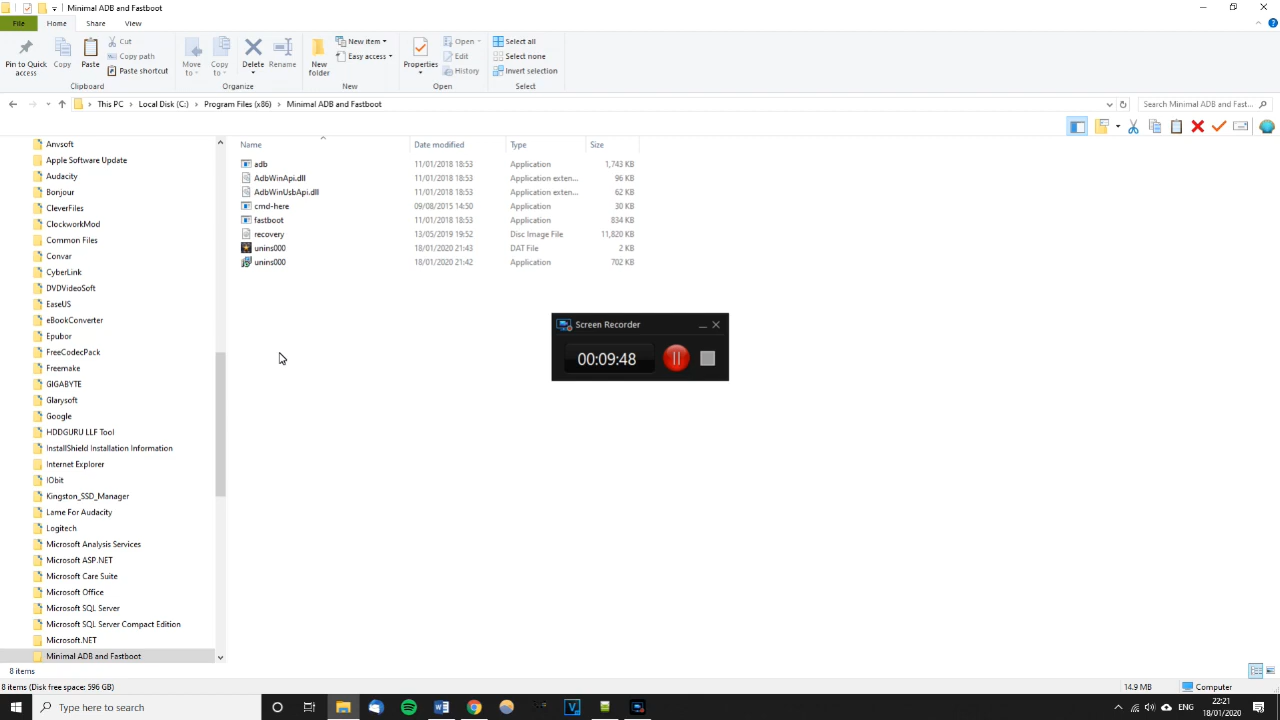 Minimal ADB and Fastboot
File Home Share View
Pin to Quick access
Copy
Paste
Cut
Copy path
Paste shortcut
Move to
Copy to
Delete
Rename
New folder
New item
Easy access
Properties
Open
Edit
History
Select all
Select none
Invert selection
Clipboard Organize New Open Select
This PC Local Disk (C:) Program Files (x86) Minimal ADB and Fastboot
Search Minimal ADB and Fast...
Name Date modified Type Size
adb 11/01/2018 18:53 Application 1,743 KB
AdbWinApi.dll 11/01/2018 18:53 Application exten... 96 KB
AdbWinUsbApi.dll 11/01/2018 18:53 Application exten... 62 KB
cmd-here 09/08/2015 14:50 Application 30 KB
fastboot 11/01/2018 18:53 Application 834 KB
recovery 13/05/2019 19:52 Disc Image File 11,820 KB
unins000 18/01/2020 21:43 DAT File 2 KB
unins000 18/01/2020 21:42 Application 702 KB
Anvsoft
Apple Software Update
Audacity
Bonjour
CleverFiles
ClockworkMod
Common Files
Convar
CyberLink
DVDVideoSoft
EaseUS
eBookConverter
Epubor
FreeCodecPack
Freemake
GIGABYTE
Glarysoft
Google
HDDGURU LLF Tool
InstallShield Installation Information
Internet Explorer
IObit
Kingston_SSD_Manager
Lame For Audacity
Logitech
Microsoft Analysis Services
Microsoft ASP.NET
Microsoft Care Suite
Microsoft Office
Microsoft SQL Server
Microsoft SQL Server Compact Edition
Microsoft.NET
Minimal ADB and Fastboot
Screen Recorder
00:09:48
8 items
8 items (Disk free space: 596 GB)
14.9 MB Computer
Type here to search
ENG
22:21
18/01/2020